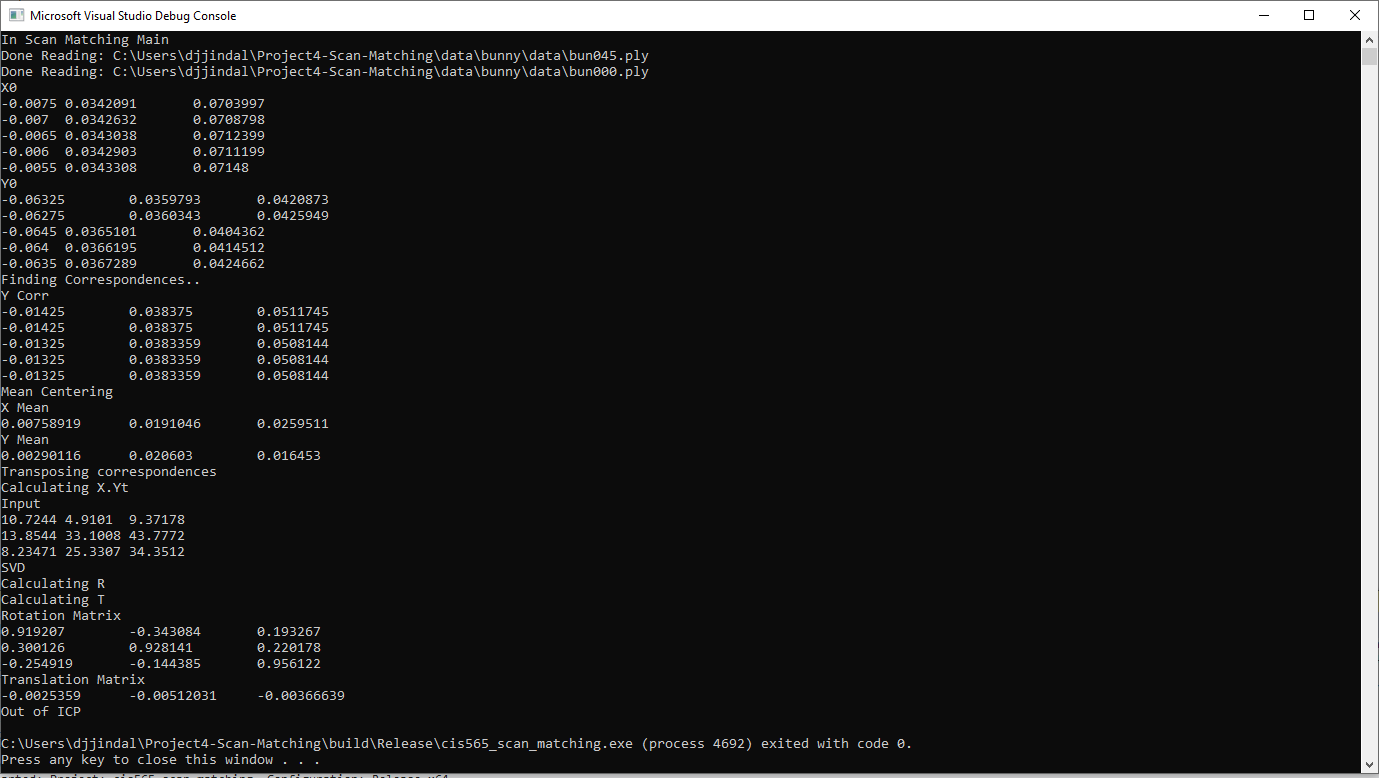 Microsoft Visual Studio Debug Console
In Scan Matching Main
Done Reading: C:\Users\djjindal\Project4-Scan-Matching\data\bunny\data\bun045.ply
Done Reading: C:\Users\djjindal\Project4-Scan-Matching\data\bunny\data\bun000.ply
X0
-0.0075 0.0342091 0.0703997
-0.007 0.0342632 0.0708798
-0.0065 0.0343038 0.0712399
-0.006 0.0342903 0.0711199
-0.0055 0.0343308 0.07148
Y0
-0.06325 0.0359793 0.0420873
-0.06275 0.0360343 0.0425949
-0.0645 0.0365101 0.0404362
-0.064 0.0366195 0.0414512
-0.0635 0.0367289 0.0424662
Finding Correspondences..
Y Corr
-0.01425 0.038375 0.0511745
-0.01425 0.038375 0.0511745
-0.01325 0.0383359 0.0508144
-0.01325 0.0383359 0.0508144
-0.01325 0.0383359 0.0508144
Mean Centering
X Mean
0.00758919 0.0191046 0.0259511
Y Mean
0.00290116 0.020603 0.016453
Transposing correspondences
Calculating X.Yt
Input
10.7244 4.9101 9.37178
13.8544 33.1008 43.7772
8.23471 25.3307 34.3512
SVD
Calculating R
Calculating T
Rotation Matrix
0.919207 -0.343084 0.193267
0.300126 0.928141 0.220178
-0.254919 -0.144385 0.956122
Translation Matrix
-0.0025359 -0.00512031 -0.00366639
Out of ICP
C:\Users\djjindal\Project4-Scan-Matching\build\Release\cis565_scan_matching.exe (process 4692) exited with code 0.
Press any key to close this window . . .